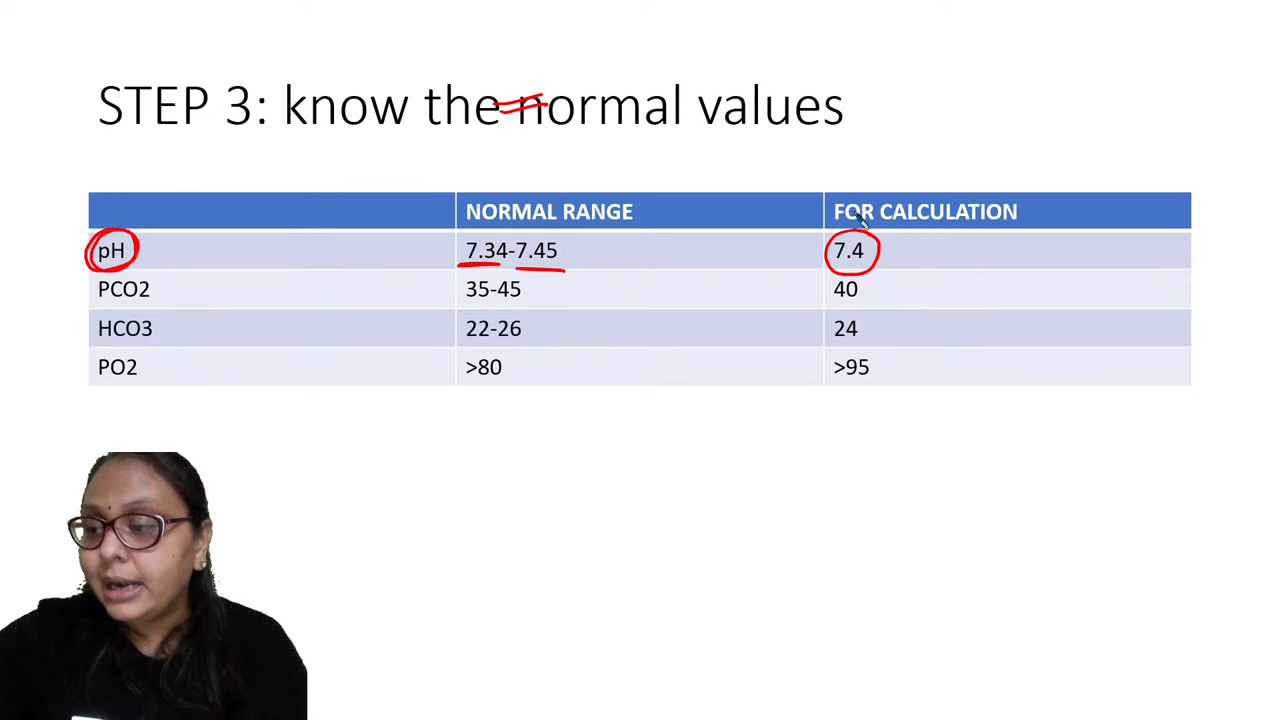 STEP 3: know the normal values
NORMAL RANGE FOR CALCULATION
pH 7.34-7.45 7.4
PCO2 35-45 40
HCO3 22-26 24
PO2 >80 >95